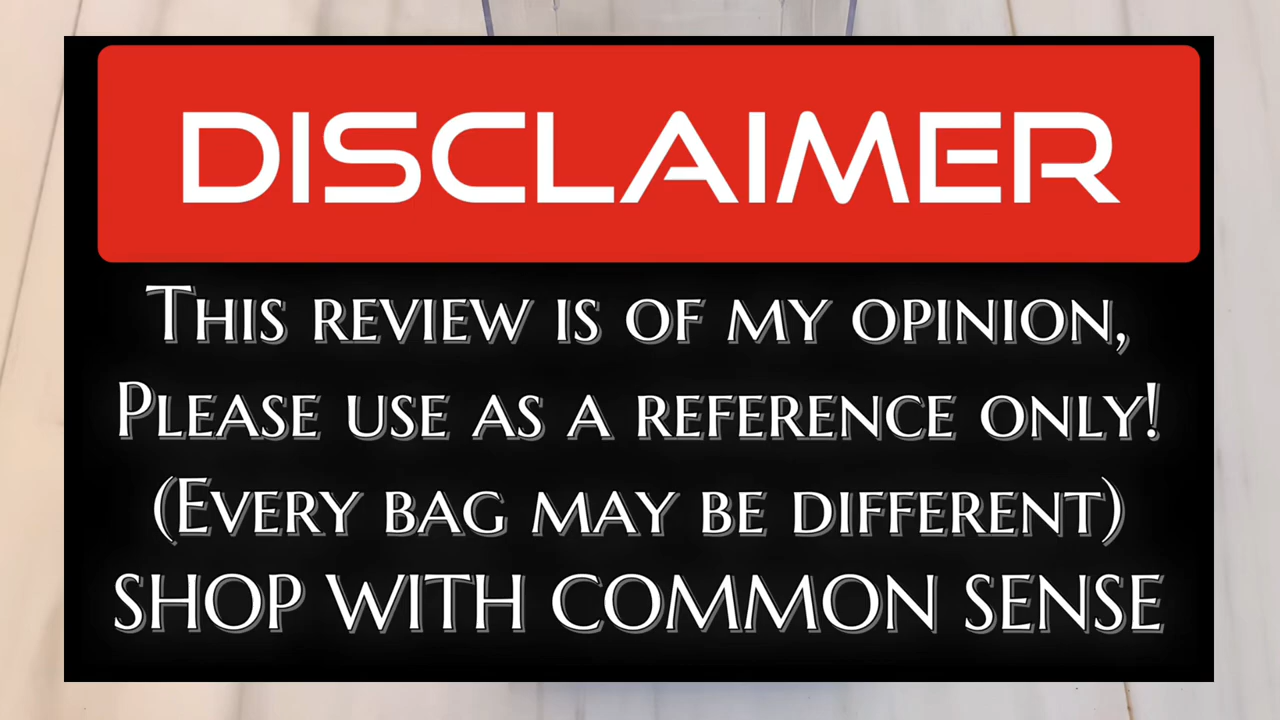 DISCLAIMER
This review is of my opinion,
Please use as a reference only!
(Every bag may be different)
SHOP WITH COMMON SENSE